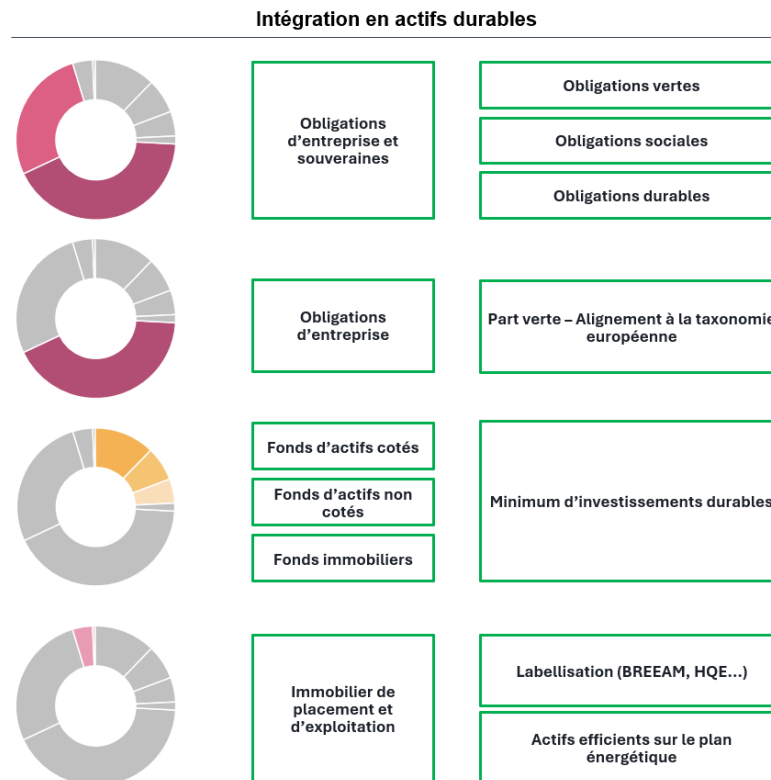 Intégration en actifs durables
Obligations
d’entreprise et
souveraines
Obligations vertes
Obligations sociales
Obligations durables
Obligations
d’entreprise
Part verte – Alignement à la taxonomie
européenne
Fonds d’actifs cotés
Fonds d’actifs non
cotés
Fonds immobiliers
Minimum d’investissements durables
Immobilier de
placement et
d’exploitation
Labellisation (BREEAM, HQE...)
Actifs efficients sur le plan
énergétique